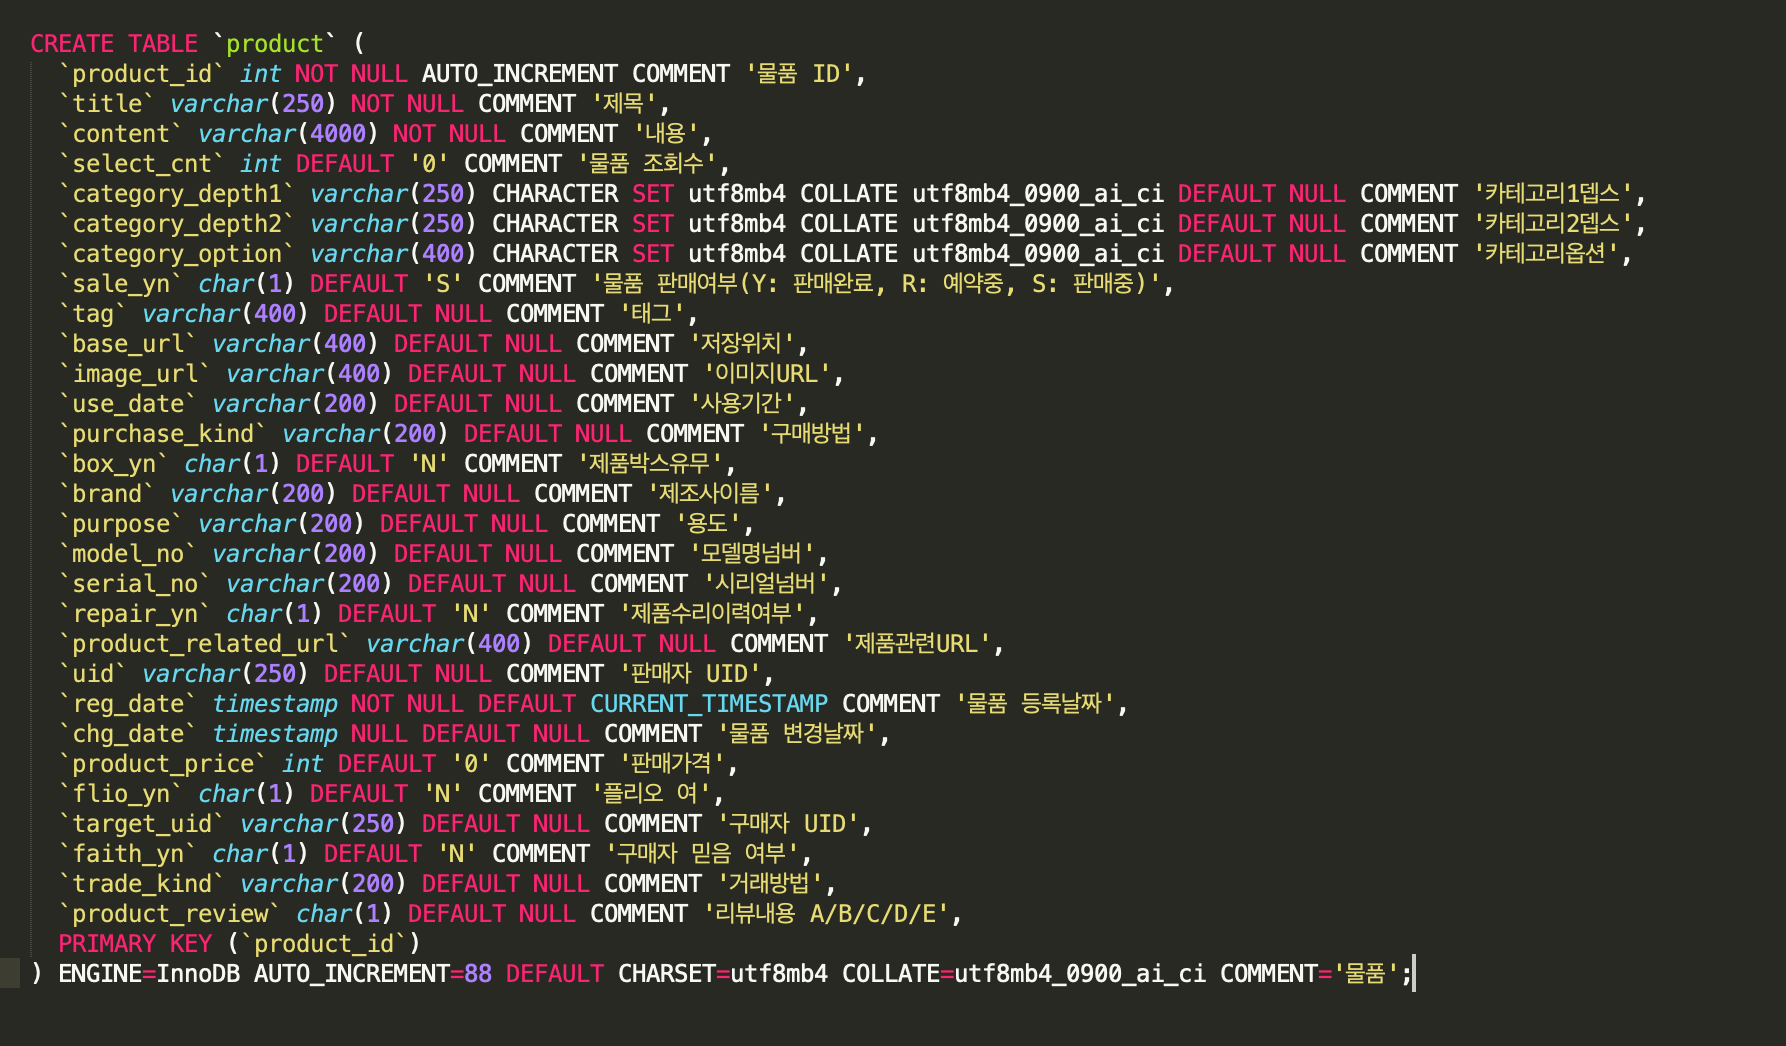 CREATE TABLE `product` (
`product_id` int NOT NULL AUTO_INCREMENT COMMENT '물품 ID',
`title` varchar(250) NOT NULL COMMENT '제목',
`content` varchar(4000) NOT NULL COMMENT '내용',
`select_cnt` int DEFAULT '0' COMMENT '물품 조회수',
`category_depth1` varchar(250) CHARACTER SET utf8mb4 COLLATE utf8mb4_0900_ai_ci DEFAULT NULL COMMENT '카테고리1뎁스',
`category_depth2` varchar(250) CHARACTER SET utf8mb4 COLLATE utf8mb4_0900_ai_ci DEFAULT NULL COMMENT '카테고리2뎁스',
`category_option` varchar(400) CHARACTER SET utf8mb4 COLLATE utf8mb4_0900_ai_ci DEFAULT NULL COMMENT '카테고리옵션',
`sale_yn` char(1) DEFAULT 'S' COMMENT '물품 판매여부(Y: 판매완료, R: 예약중, S: 판매중)',
`tag` varchar(400) DEFAULT NULL COMMENT '태그',
`base_url` varchar(400) DEFAULT NULL COMMENT '저장위치',
`image_url` varchar(400) DEFAULT NULL COMMENT '이미지URL',
`use_date` varchar(200) DEFAULT NULL COMMENT '사용기간',
`purchase_kind` varchar(200) DEFAULT NULL COMMENT '구매방법',
`box_yn` char(1) DEFAULT 'N' COMMENT '제품박스유무',
`brand` varchar(200) DEFAULT NULL COMMENT '제조사이름',
`purpose` varchar(200) DEFAULT NULL COMMENT '용도',
`model_no` varchar(200) DEFAULT NULL COMMENT '모델명넘버',
`serial_no` varchar(200) DEFAULT NULL COMMENT '시리얼넘버',
`repair_yn` char(1) DEFAULT 'N' COMMENT '제품수리이력여부',
`product_related_url` varchar(400) DEFAULT NULL COMMENT '제품관련URL',
`uid` varchar(250) DEFAULT NULL COMMENT '판매자 UID',
`reg_date` timestamp NOT NULL DEFAULT CURRENT_TIMESTAMP COMMENT '물품 등록날짜',
`chg_date` timestamp NULL DEFAULT NULL COMMENT '물품 변경날짜',
`product_price` int DEFAULT '0' COMMENT '판매가격',
`flio_yn` char(1) DEFAULT 'N' COMMENT '플리오 여',
`target_uid` varchar(250) DEFAULT NULL COMMENT '구매자 UID',
`faith_yn` char(1) DEFAULT 'N' COMMENT '구매자 믿음 여부',
`trade_kind` varchar(200) DEFAULT NULL COMMENT '거래방법',
`product_review` char(1) DEFAULT NULL COMMENT '리뷰내용 A/B/C/D/E',
PRIMARY KEY (`product_id`)
) ENGINE=InnoDB AUTO_INCREMENT=88 DEFAULT CHARSET=utf8mb4 COLLATE=utf8mb4_0900_ai_ci COMMENT='물품';